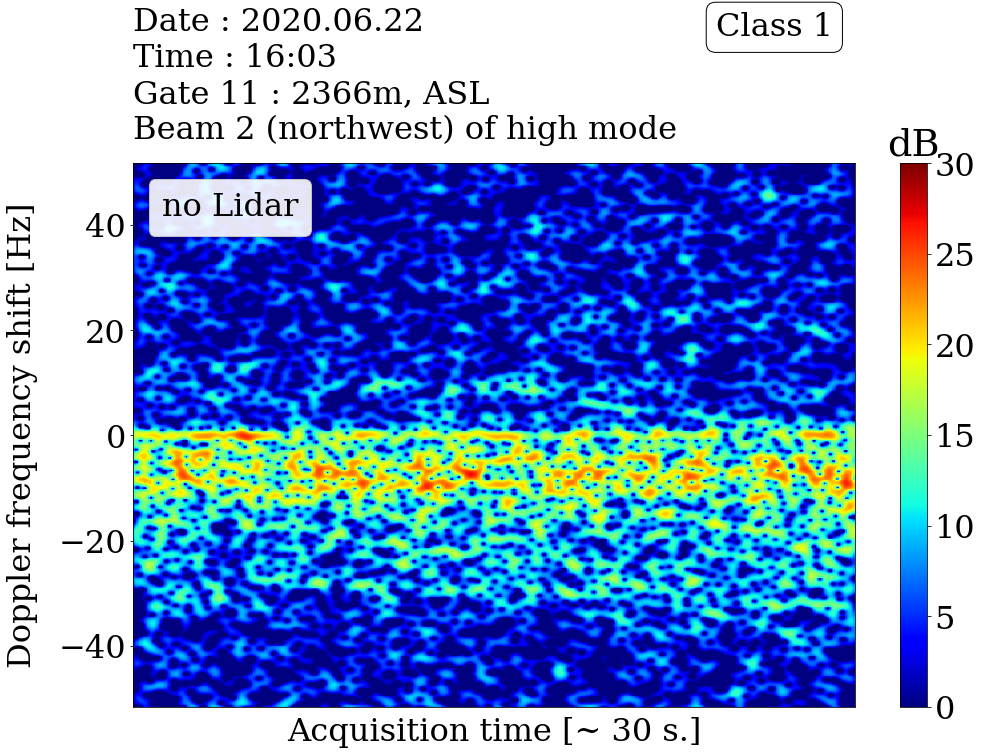 Date : 2020.06.22
Time : 16:03
Gate 11 : 2366m, ASL
Beam 2 (northwest) of high mode
Class 1
dB
no Lidar
Doppler frequency shift [Hz]
40
20
0
−20
−40
30
25
20
15
10
5
0
Acquisition time [~ 30 s.]